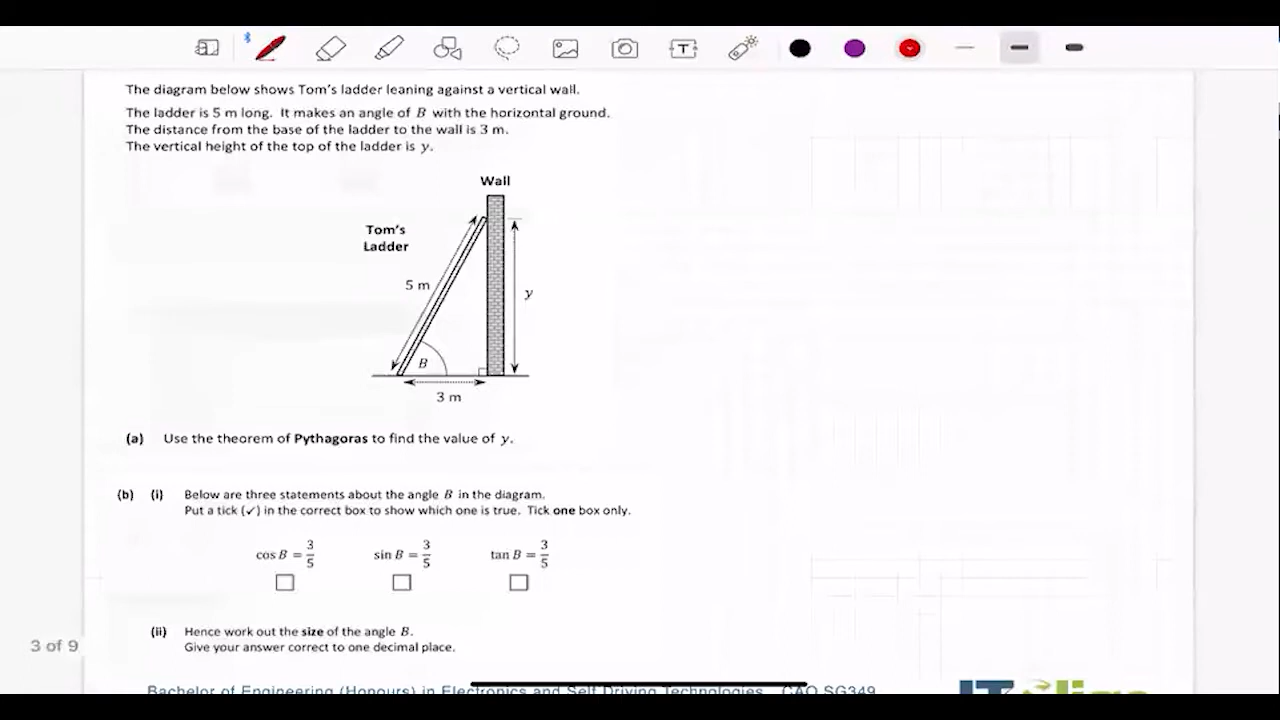 The diagram below shows Tom's ladder leaning against a vertical wall.
The ladder is 5 m long. It makes an angle of B with the horizontal ground.
The distance from the base of the ladder to the wall is 3 m.
The vertical height of the top of the ladder is y.
Wall
Tom's
Ladder
5 m
y
B
3 m
(a) Use the theorem of Pythagoras to find the value of y.
(b) (i) Below are three statements about the angle B in the diagram.
Put a tick (✓) in the correct box to show which one is true. Tick one box only.
cos B = 3/5 sin B = 3/5 tan B = 3/5
(ii) Hence work out the size of the angle B.
3 of 9
Give your answer correct to one decimal place.
Bachelor of Engineering (Honours) in Electronics and Self Driving Technologies CAO SG349
IT Sligo